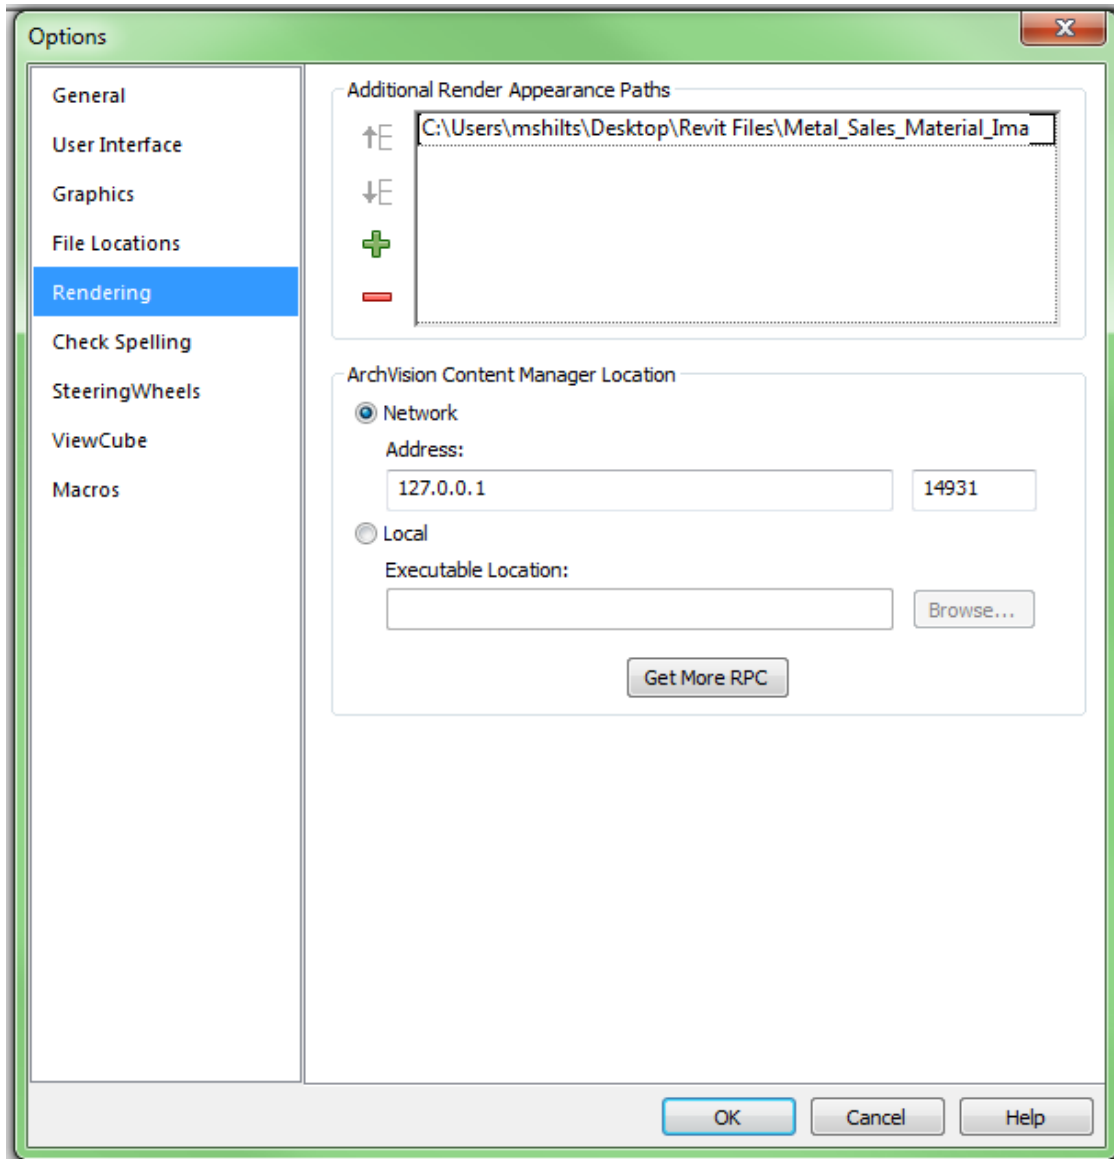 Options
General
User Interface
Graphics
File Locations
Rendering
Check Spelling
SteeringWheels
ViewCube
Macros
Additional Render Appearance Paths
C:\Users\mshilts\Desktop\Revit Files\Metal_Sales_Material_Ima
ArchVision Content Manager Location
Network
Address:
127.0.0.1 14931
Local
Executable Location:
Browse...
Get More RPC
OK Cancel Help